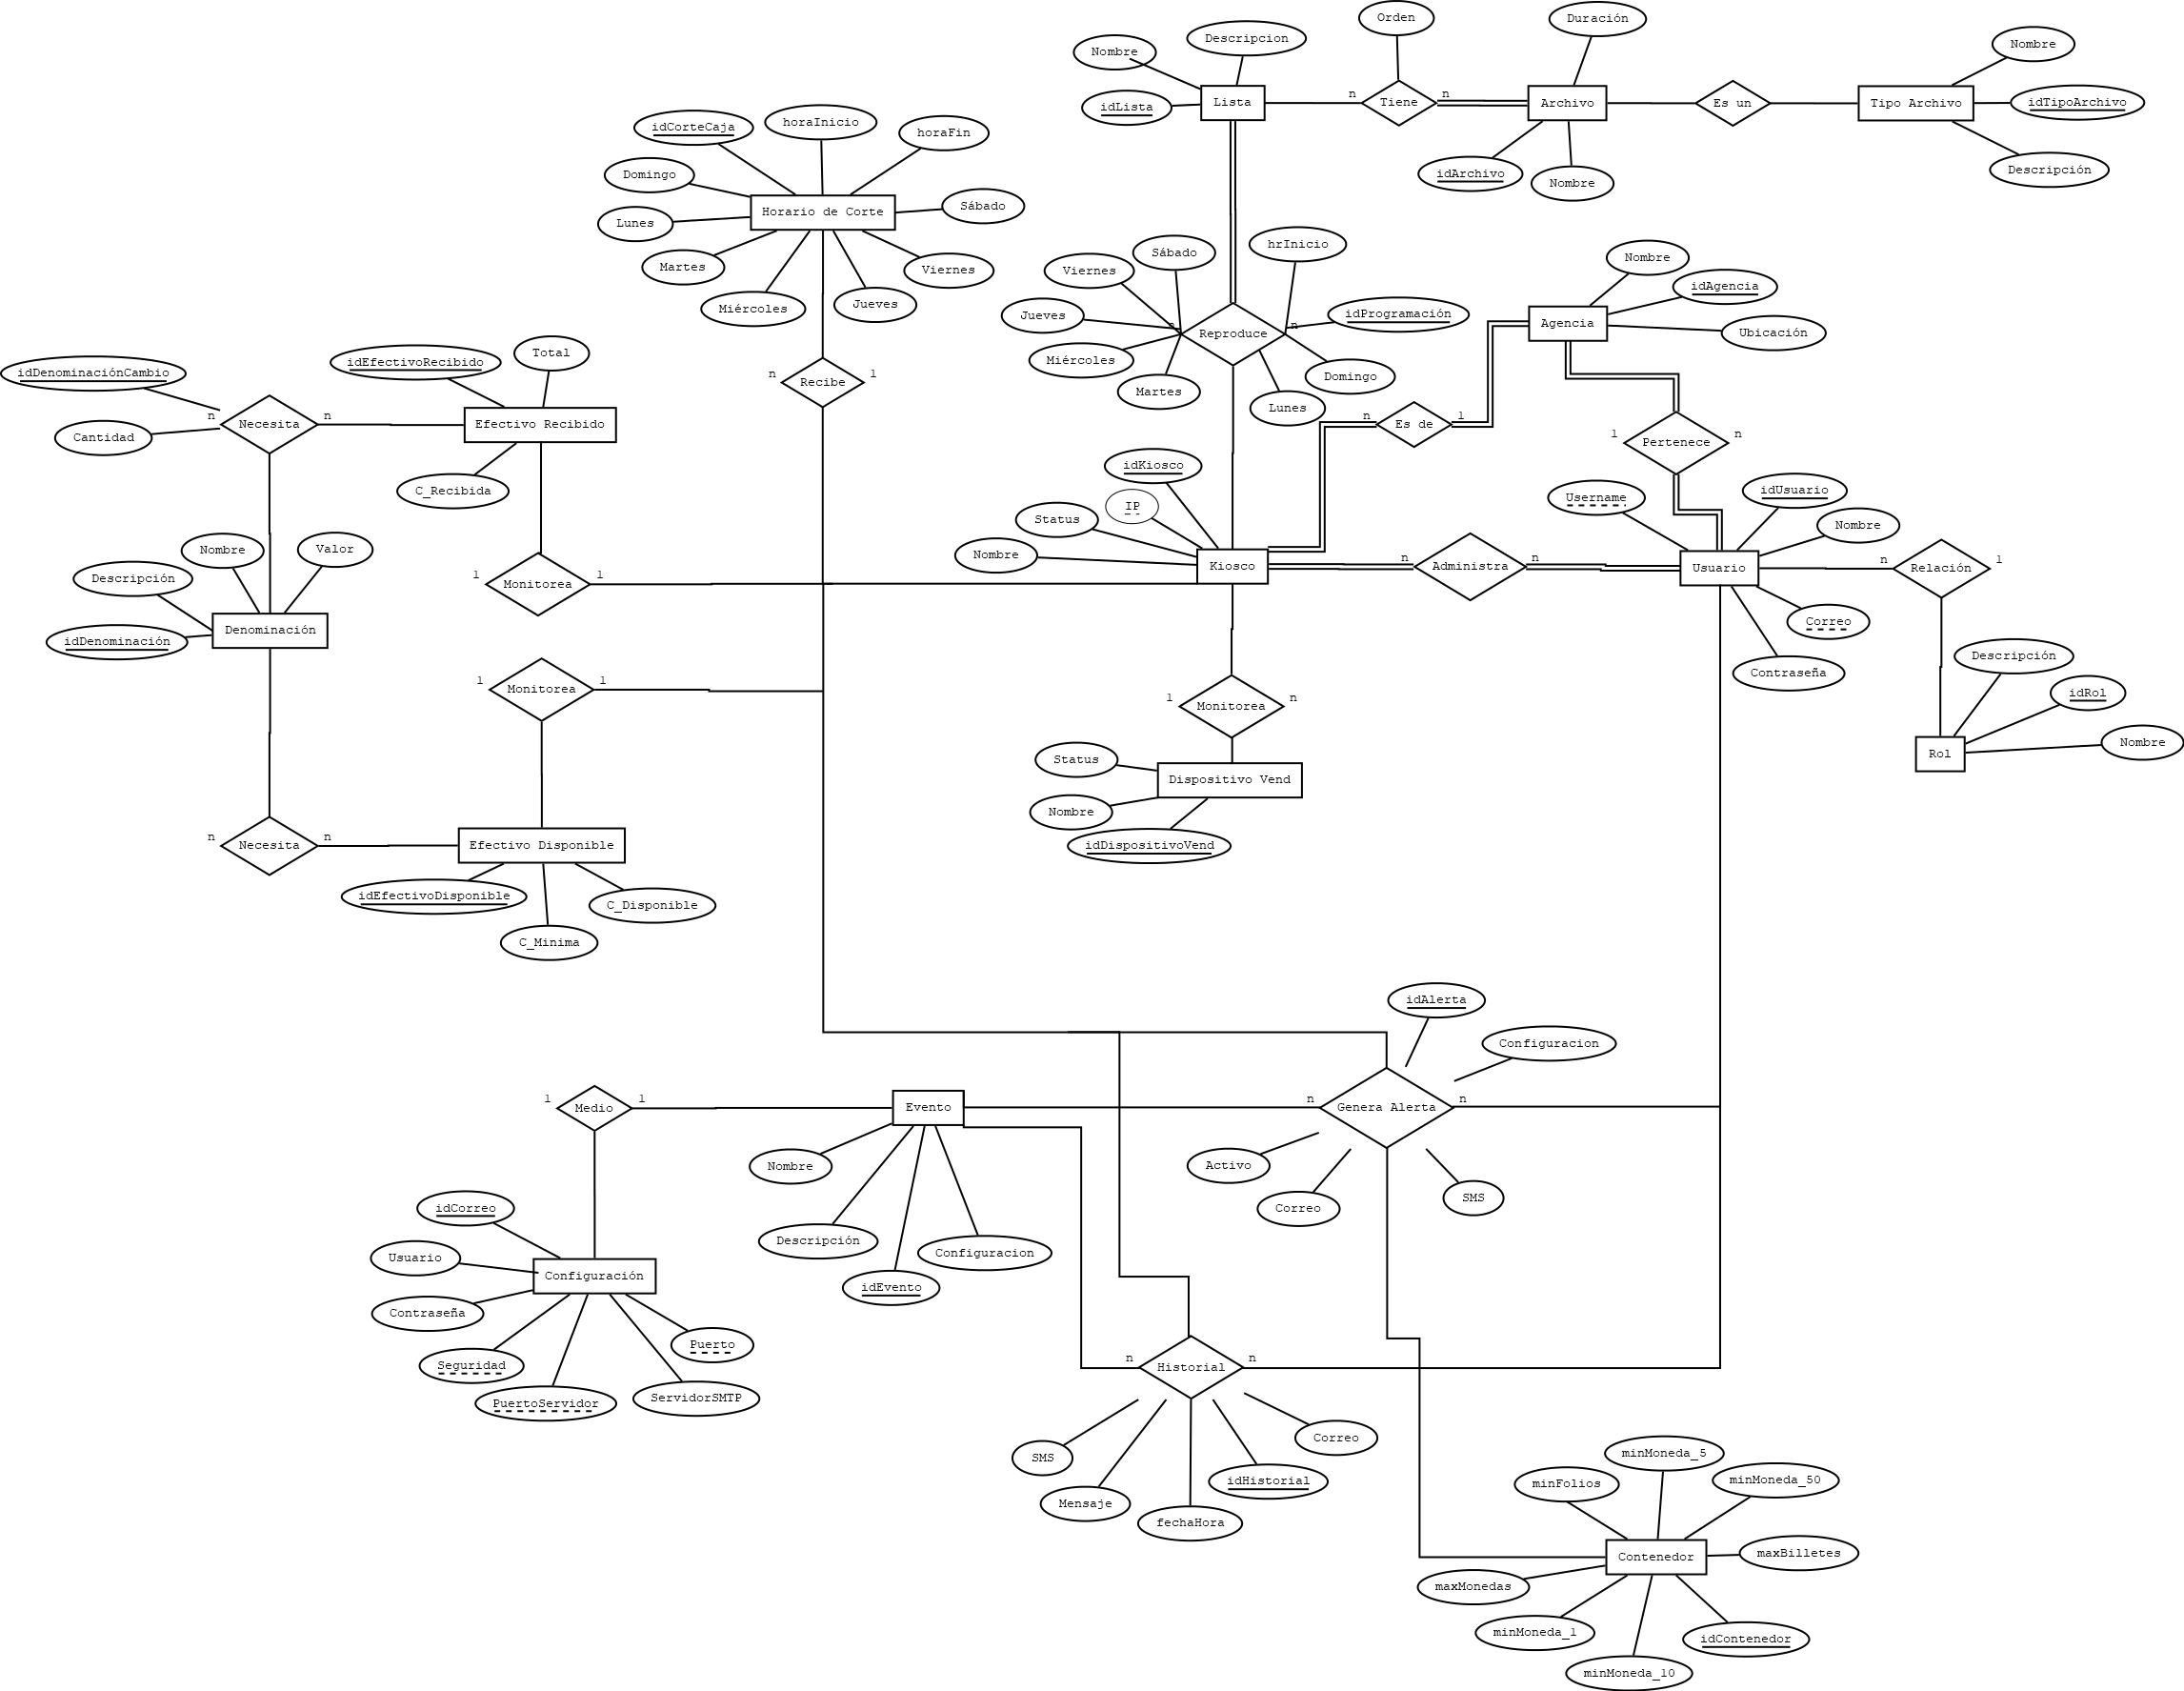 Orden
Duración
Nombre
Descripcion
Nombre
idLista
Lista
n
Tiene
n
Archivo
Es un
Tipo Archivo
idTipoArchivo
Descripción
idArchivo
Nombre
idCorteCaja
horaInicio
horaFin
Domingo
Sábado
Lunes
Horario de Corte
Martes
Viernes
Miércoles
Jueves
Viernes
Sábado
hrInicio
Jueves
idProgramación
n
Reproduce
n
Miércoles
Martes
Domingo
Lunes
Nombre
idAgencia
Agencia
Ubicación
n
Recibe
1
n
Es de
1
1
Pertenece
n
idDenominaciónCambio
Cantidad
n
Necesita
n
idEfectivoRecibido
Total
Efectivo Recibido
C_Recibida
idKiosco
IP
Status
Nombre
Kiosco
n
Administra
n
Username
idUsuario
Nombre
Usuario
n
Relación
1
Correo
Contraseña
Descripción
idRol
Nombre
Rol
Nombre
Valor
Descripción
idDenominación
Denominación
1
Monitorea
1
1
Monitorea
1
1
Monitorea
n
Status
Nombre
Dispositivo Vend
idDispositivoVend
n
Necesita
n
Efectivo Disponible
idEfectivoDisponible
C_Disponible
C_Minima
idAlerta
Configuracion
1
Medio
1
Evento
n
Genera Alerta
n
Nombre
Activo
Correo
SMS
Descripción
Configuracion
idEvento
idCorreo
Usuario
Configuración
Contraseña
Seguridad
Puerto
PuertoServidor
ServidorSMTP
n
Historial
n
SMS
Correo
idHistorial
Mensaje
fechaHora
minMoneda_5
minFolios
minMoneda_50
Contenedor
maxBilletes
maxMonedas
minMoneda_1
idContenedor
minMoneda_10